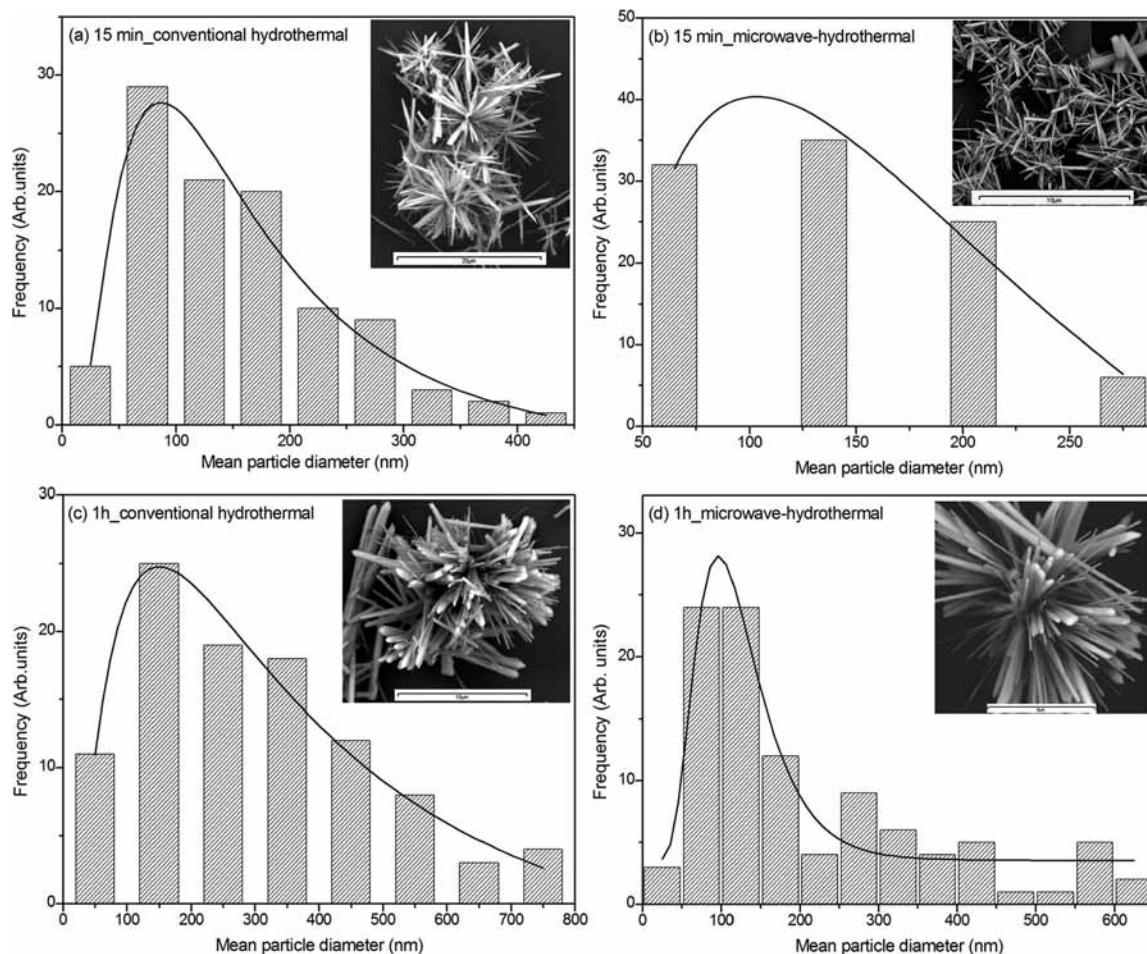 (a) 15 min_conventional hydrothermal
Frequency (Arb.units)
30
20
10
0
0 100 200 300 400
Mean particle diameter (nm)
20µm
(b) 15 min_microwave-hydrothermal
Frequency (Arb.units)
50
40
30
20
10
0
50 100 150 200 250
Mean particle diameter (nm)
10µm
(c) 1h_conventional hydrothermal
Frequency (Arb.units)
30
20
10
0
0 100 200 300 400 500 600 700 800
Mean particle diameter (nm)
10µm
(d) 1h_microwave-hydrothermal
Frequency (Arb. units)
30
20
10
0
0 100 200 300 400 500 600
Mean particle diameter (nm)